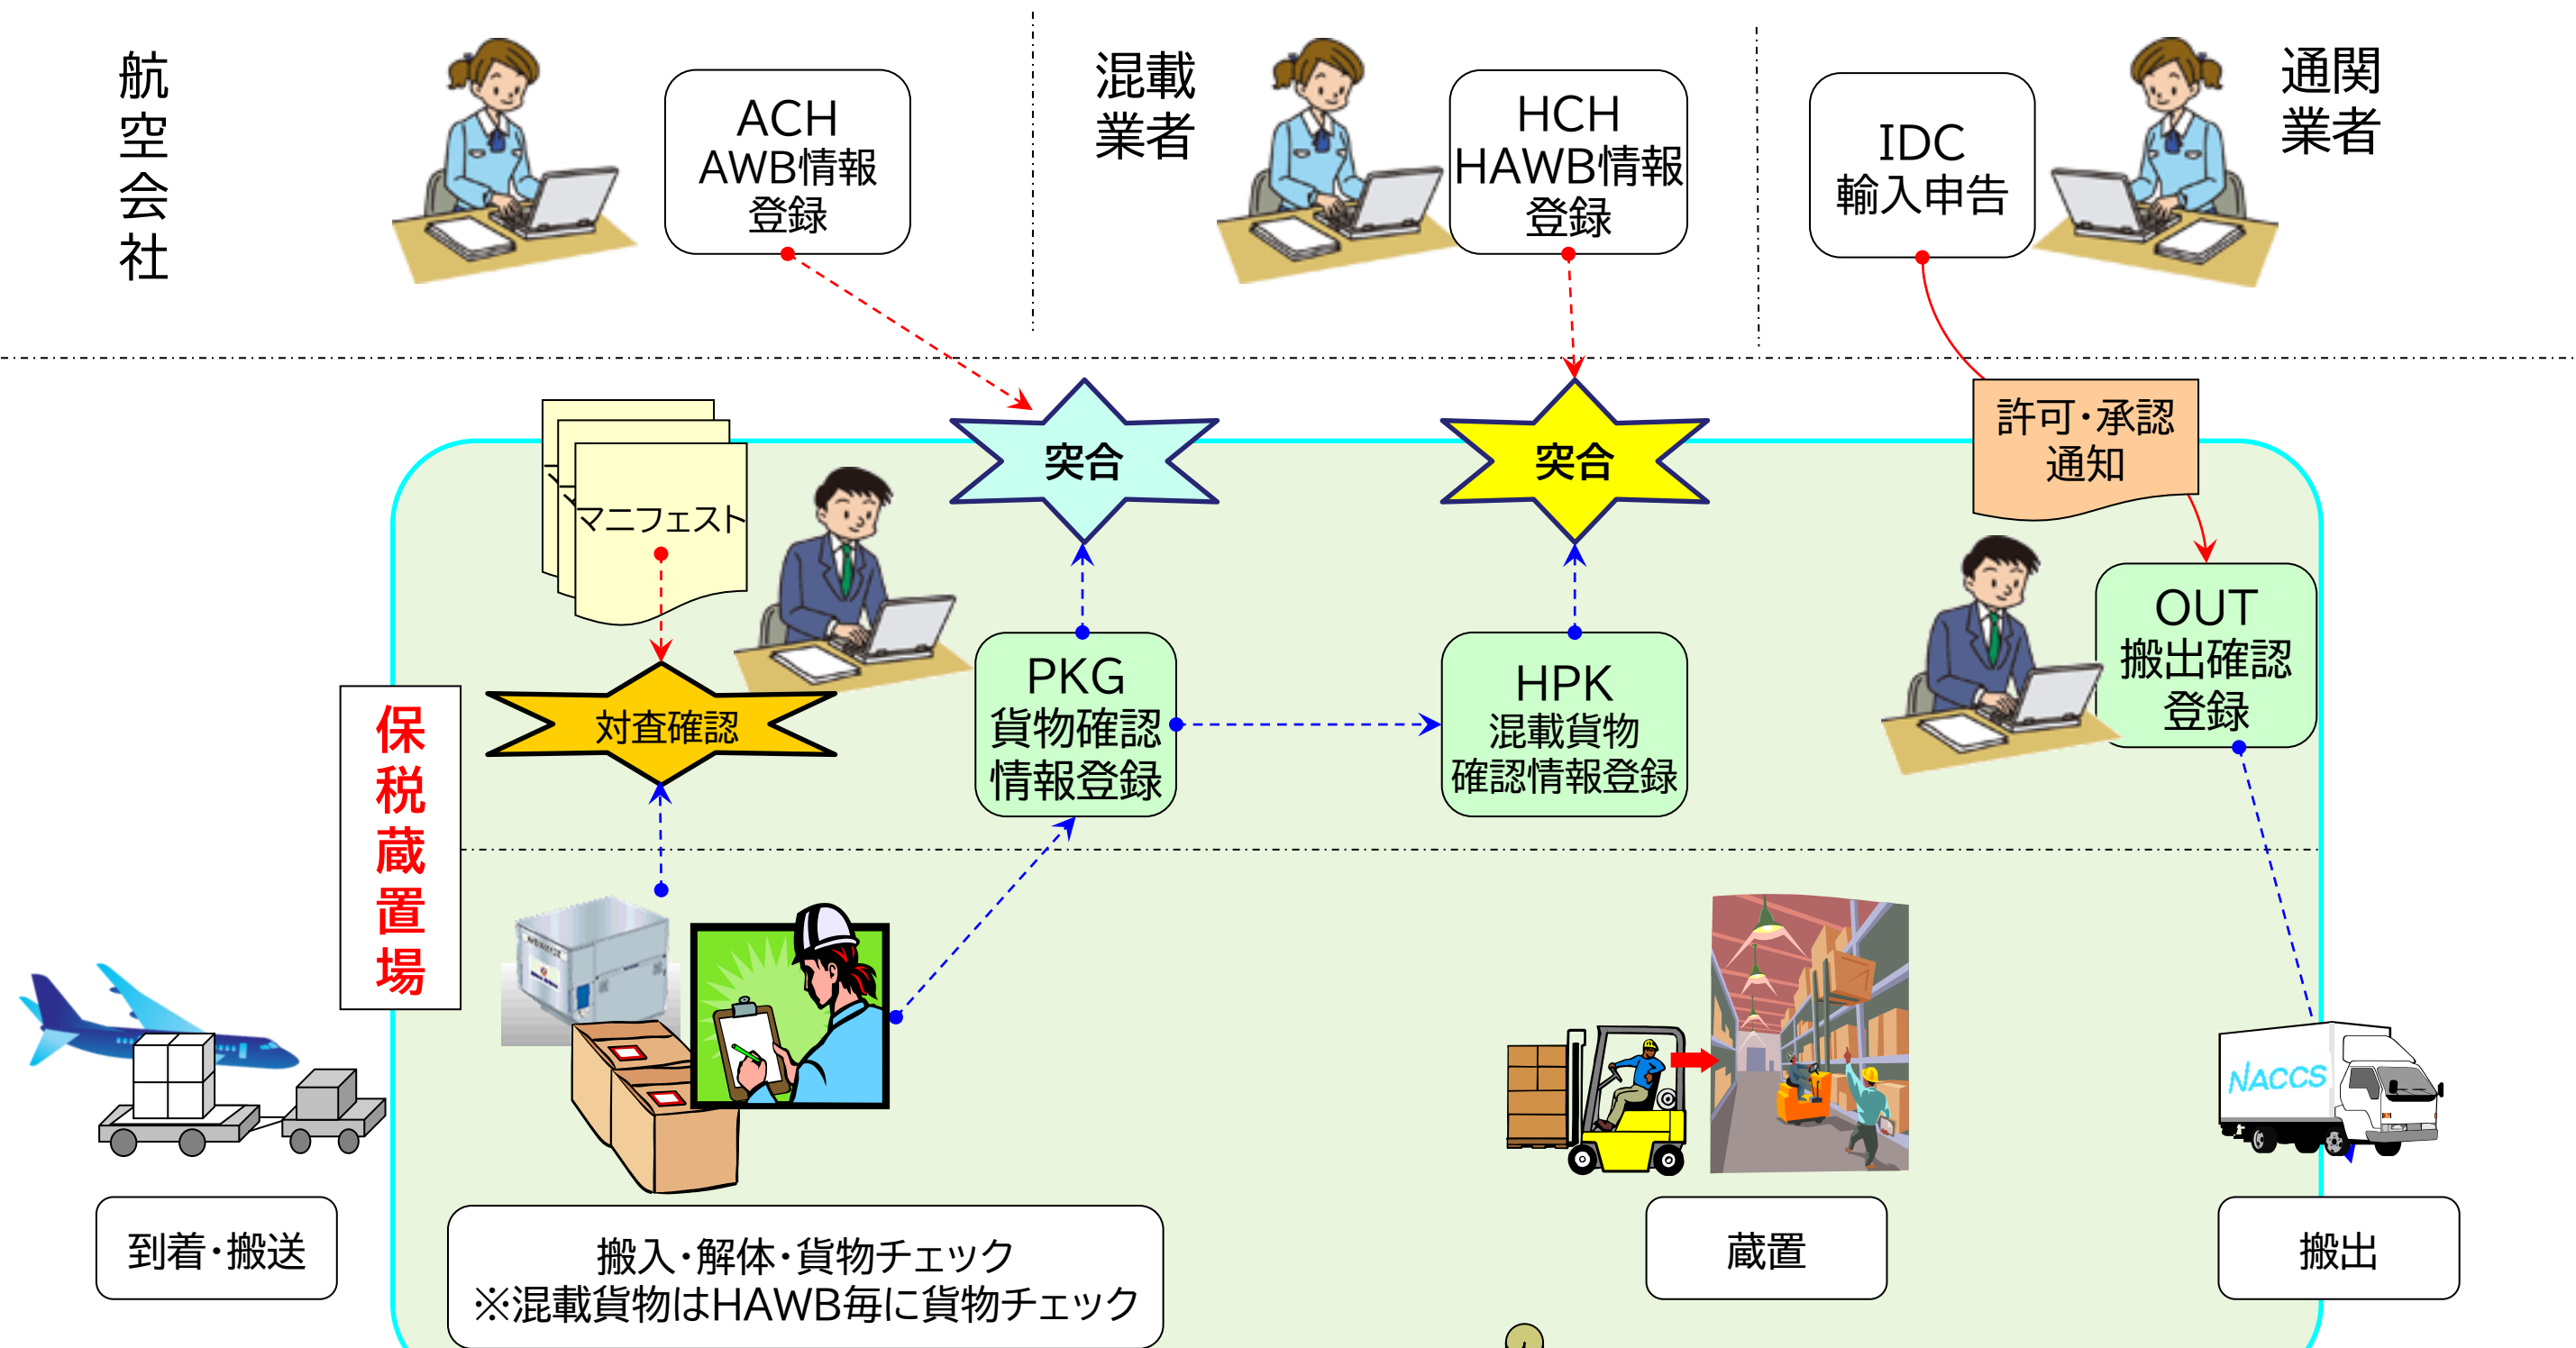 航空会社
ACH
AWB情報
登録
混載
業者
HCH
HAWB情報
登録
IDC
輸入申告
通関
業者
マニフェスト
突合
突合
許可・承認
通知
対査確認
PKG
貨物確認
情報登録
HPK
混載貨物
確認情報登録
OUT
搬出確認
登録
保税蔵置場
NACCS
到着・搬送
搬入・解体・貨物チェック
※混載貨物はHAWB毎に貨物チェック
蔵置
搬出